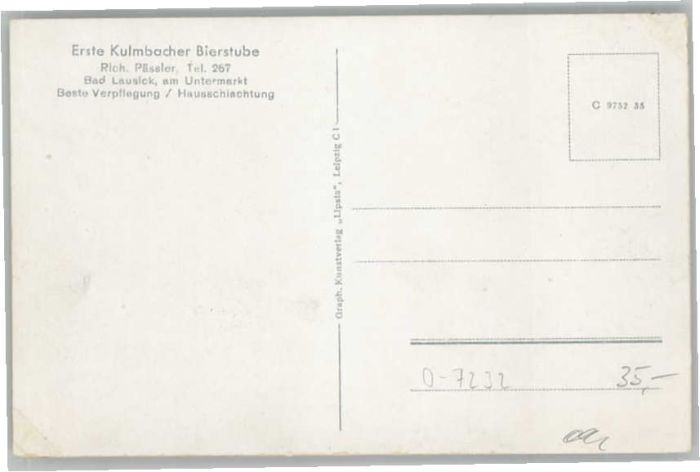 Erste Kulmbacher Bierstube
Rich. Pässler, Tel. 267
Bad Lausick, am Untermarkt
Beste Verpflegung / Hausschlachtung
C 9752 35
Graph. Kunstverlag „Lipsia“, Leipzig C 1
O-7232
35,-